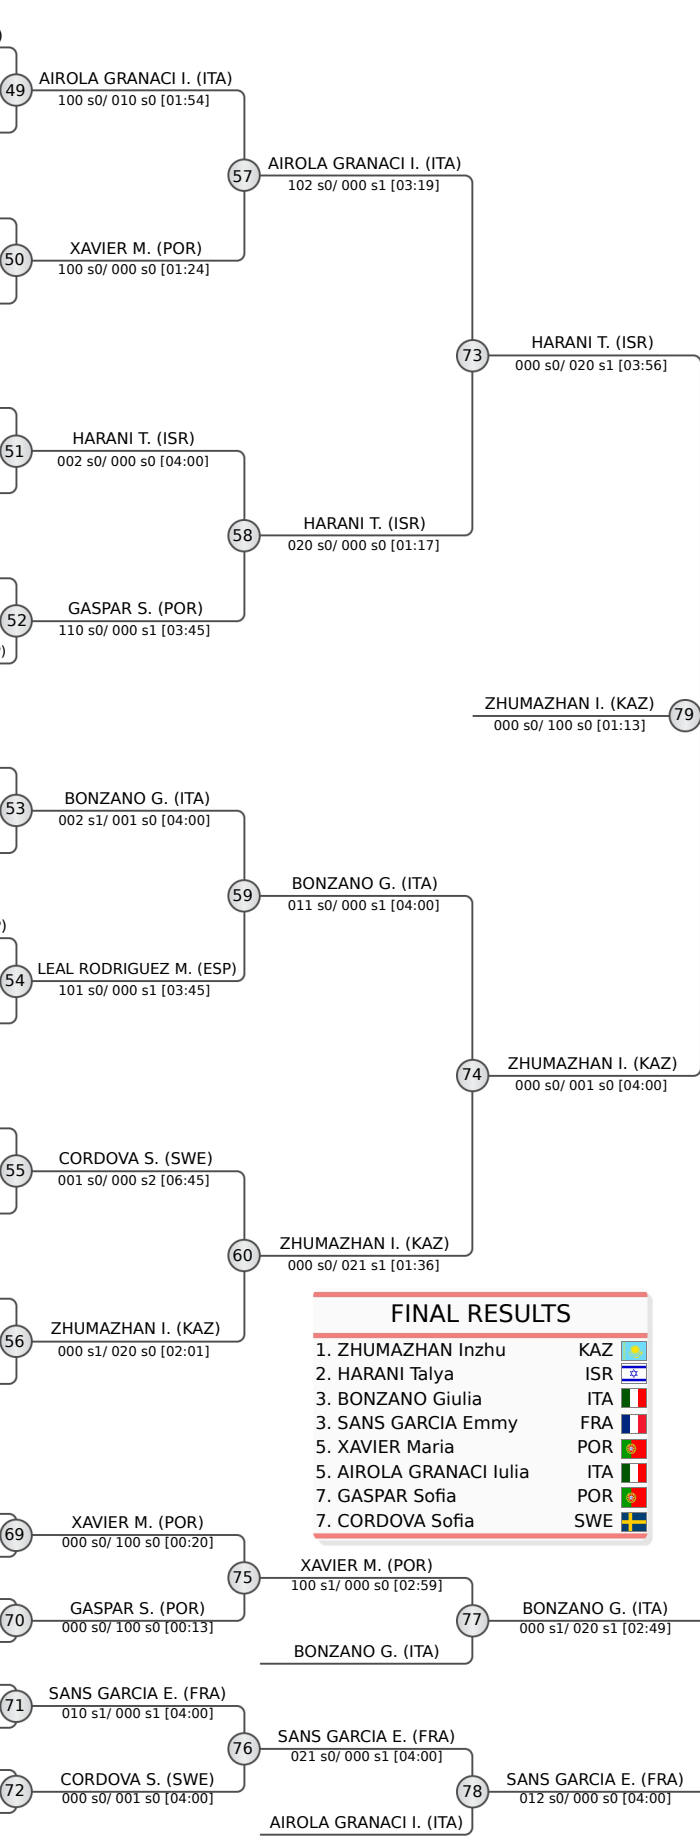 )
49
AIROLA GRANACI I. (ITA)
100 s0/ 010 s0 [01:54]
57
AIROLA GRANACI I. (ITA)
102 s0/ 000 s1 [03:19]
50
XAVIER M. (POR)
100 s0/ 000 s0 [01:24]
73
HARANI T. (ISR)
000 s0/ 020 s1 [03:56]
51
HARANI T. (ISR)
002 s0/ 000 s0 [04:00]
58
HARANI T. (ISR)
020 s0/ 000 s0 [01:17]
52
GASPAR S. (POR)
110 s0/ 000 s1 [03:45]
)
ZHUMAZHAN I. (KAZ)
000 s0/ 100 s0 [01:13]
79
53
BONZANO G. (ITA)
002 s1/ 001 s0 [04:00]
59
BONZANO G. (ITA)
011 s0/ 000 s1 [04:00]
)
54
LEAL RODRIGUEZ M. (ESP)
101 s0/ 000 s1 [03:45]
74
ZHUMAZHAN I. (KAZ)
000 s0/ 001 s0 [04:00]
55
CORDOVA S. (SWE)
001 s0/ 000 s2 [06:45]
60
ZHUMAZHAN I. (KAZ)
000 s0/ 021 s1 [01:36]
56
ZHUMAZHAN I. (KAZ)
000 s1/ 020 s0 [02:01]
FINAL RESULTS
1. ZHUMAZHAN Inzhu KAZ
2. HARANI Talya ISR
3. BONZANO Giulia ITA
3. SANS GARCIA Emmy FRA
5. XAVIER Maria POR
5. AIROLA GRANACI Iulia ITA
7. GASPAR Sofia POR
7. CORDOVA Sofia SWE
69
XAVIER M. (POR)
000 s0/ 100 s0 [00:20]
75
XAVIER M. (POR)
100 s1/ 000 s0 [02:59]
70
GASPAR S. (POR)
000 s0/ 100 s0 [00:13]
77
BONZANO G. (ITA)
000 s1/ 020 s1 [02:49]
BONZANO G. (ITA)
71
SANS GARCIA E. (FRA)
010 s1/ 000 s1 [04:00]
76
SANS GARCIA E. (FRA)
021 s0/ 000 s1 [04:00]
72
CORDOVA S. (SWE)
000 s0/ 001 s0 [04:00]
78
SANS GARCIA E. (FRA)
012 s0/ 000 s0 [04:00]
AIROLA GRANACI I. (ITA)